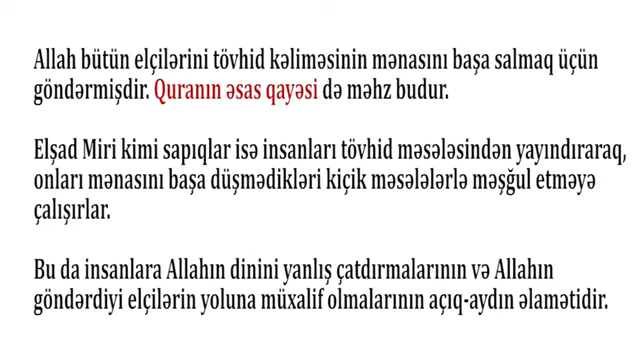 Allah bütün elçilərini tövhid kəliməsinin mənasını başa salmaq üçün
göndərmişdir. Quranın əsas qayəsi də məhz budur.
Elşad Miri kimi sapıqlar isə insanları tövhid məsələsindən yayındıraraq,
onları mənasını başa düşmədikləri kiçik məsələlərlə məşğul etməyə
çalışırlar.
Bu da insanlara Allahın dinini yanlış çatdırmalarının və Allahın
göndərdiyi elçilərin yoluna müxalif olmalarının açıq-aydın əlamətidir.